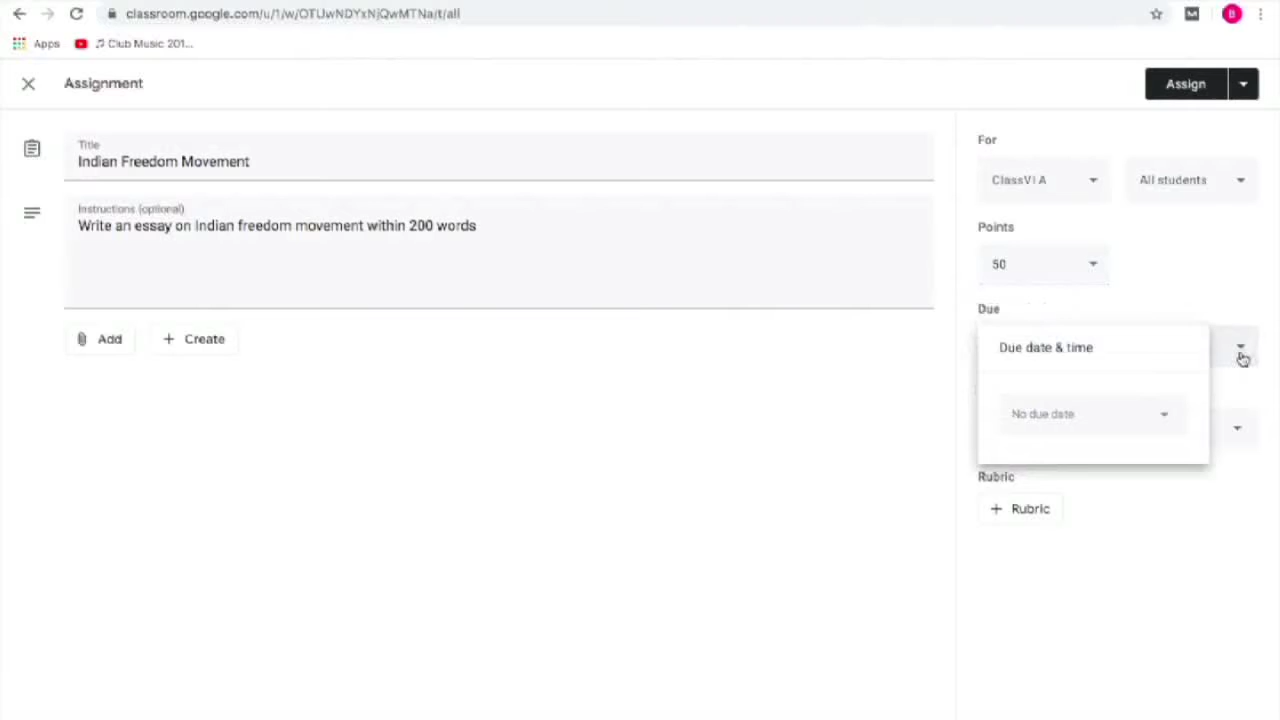 classroom.google.com/u/1/w/OTUwNDYxNjQwMTNa/t/all
Apps
Club Music 201...
B
Assignment
Assign
Title
Indian Freedom Movement
Instructions (optional)
Write an essay on Indian freedom movement within 200 words
Add
Create
For
ClassVI A
All students
Points
50
Due
Due date & time
No due date
Rubric
Rubric